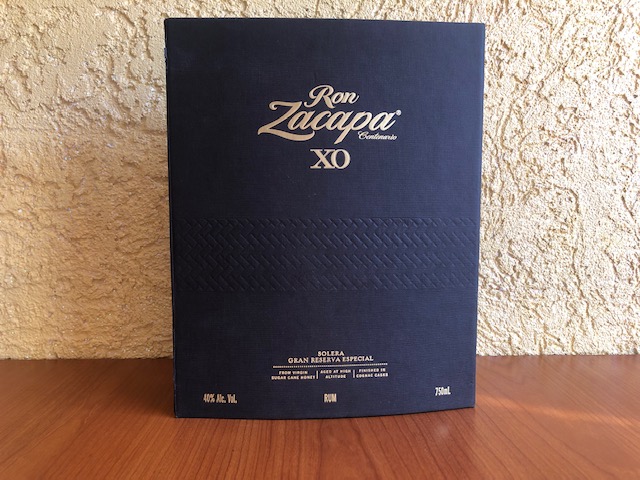 Ron
Zacapa®
Centenario
XO
SOLERA
GRAN RESERVA ESPECIAL
FROM VIRGIN SUGAR CANE HONEY | AGED AT HIGH ALTITUDE | FINISHED IN COGNAC CASKS
40% Alc. Vol. RUM 750mL